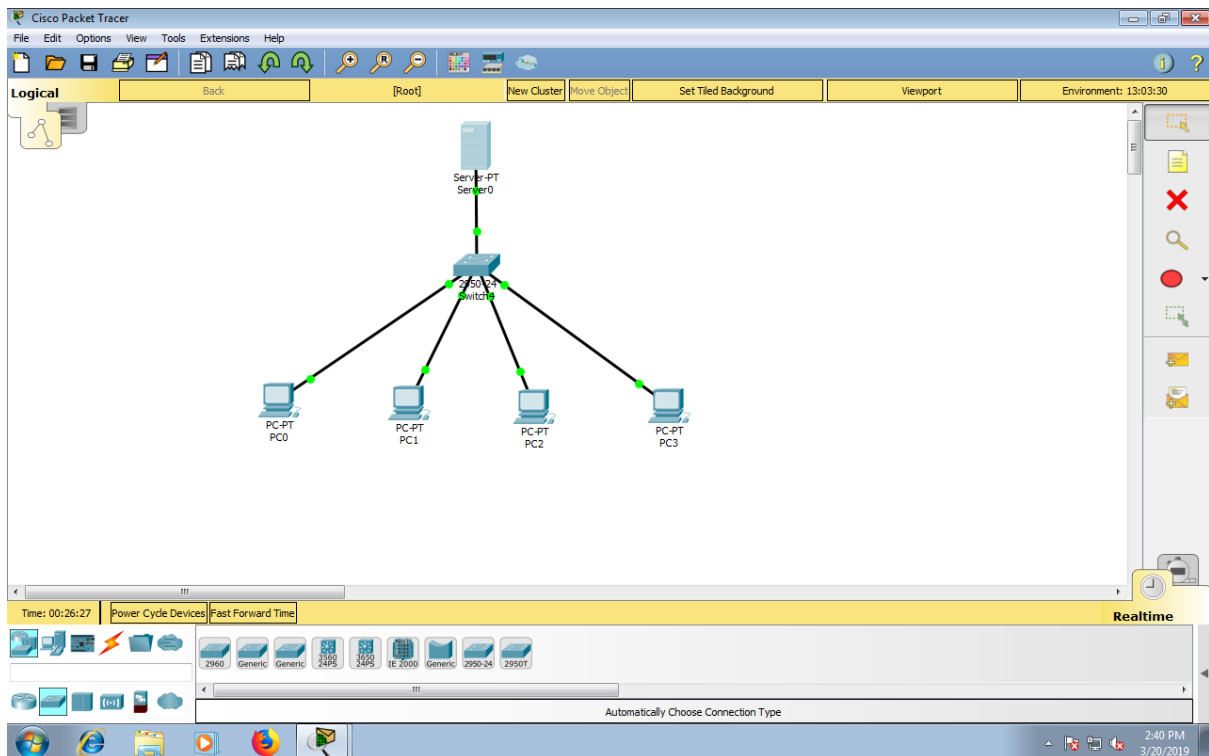 Cisco Packet Tracer
File Edit Options View Tools Extensions Help
Logical Back [Root] New Cluster Move Object Set Tiled Background Viewport Environment: 13:03:30
Server-PT
Server0
2950-24
Switch4
PC-PT
PC0
PC-PT
PC1
PC-PT
PC2
PC-PT
PC3
Time: 00:26:27 Power Cycle Devices Fast Forward Time Realtime
2960 Generic Generic 3560 24PS 3650 24PS IE 2000 Generic 2950-24 2950T
Automatically Choose Connection Type
2:40 PM
3/20/2019